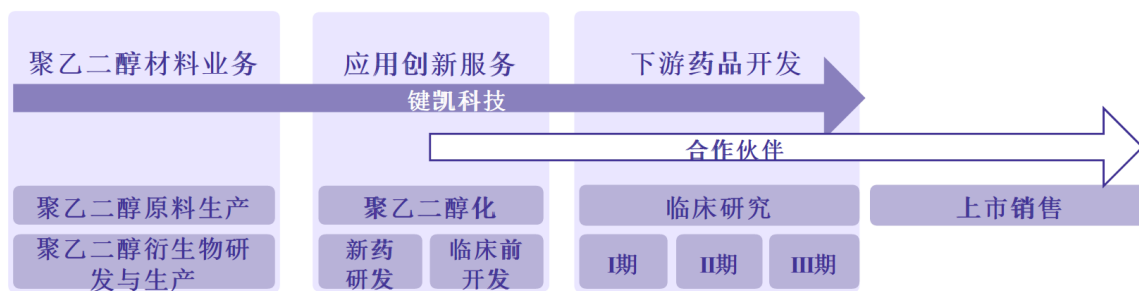 聚乙二醇材料业务
应用创新服务
下游药品开发
键凯科技
合作伙伴
聚乙二醇原料生产
聚乙二醇化
临床研究
上市销售
聚乙二醇衍生物研
发与生产
新药
研发
临床前
开发
I期
II期
III期